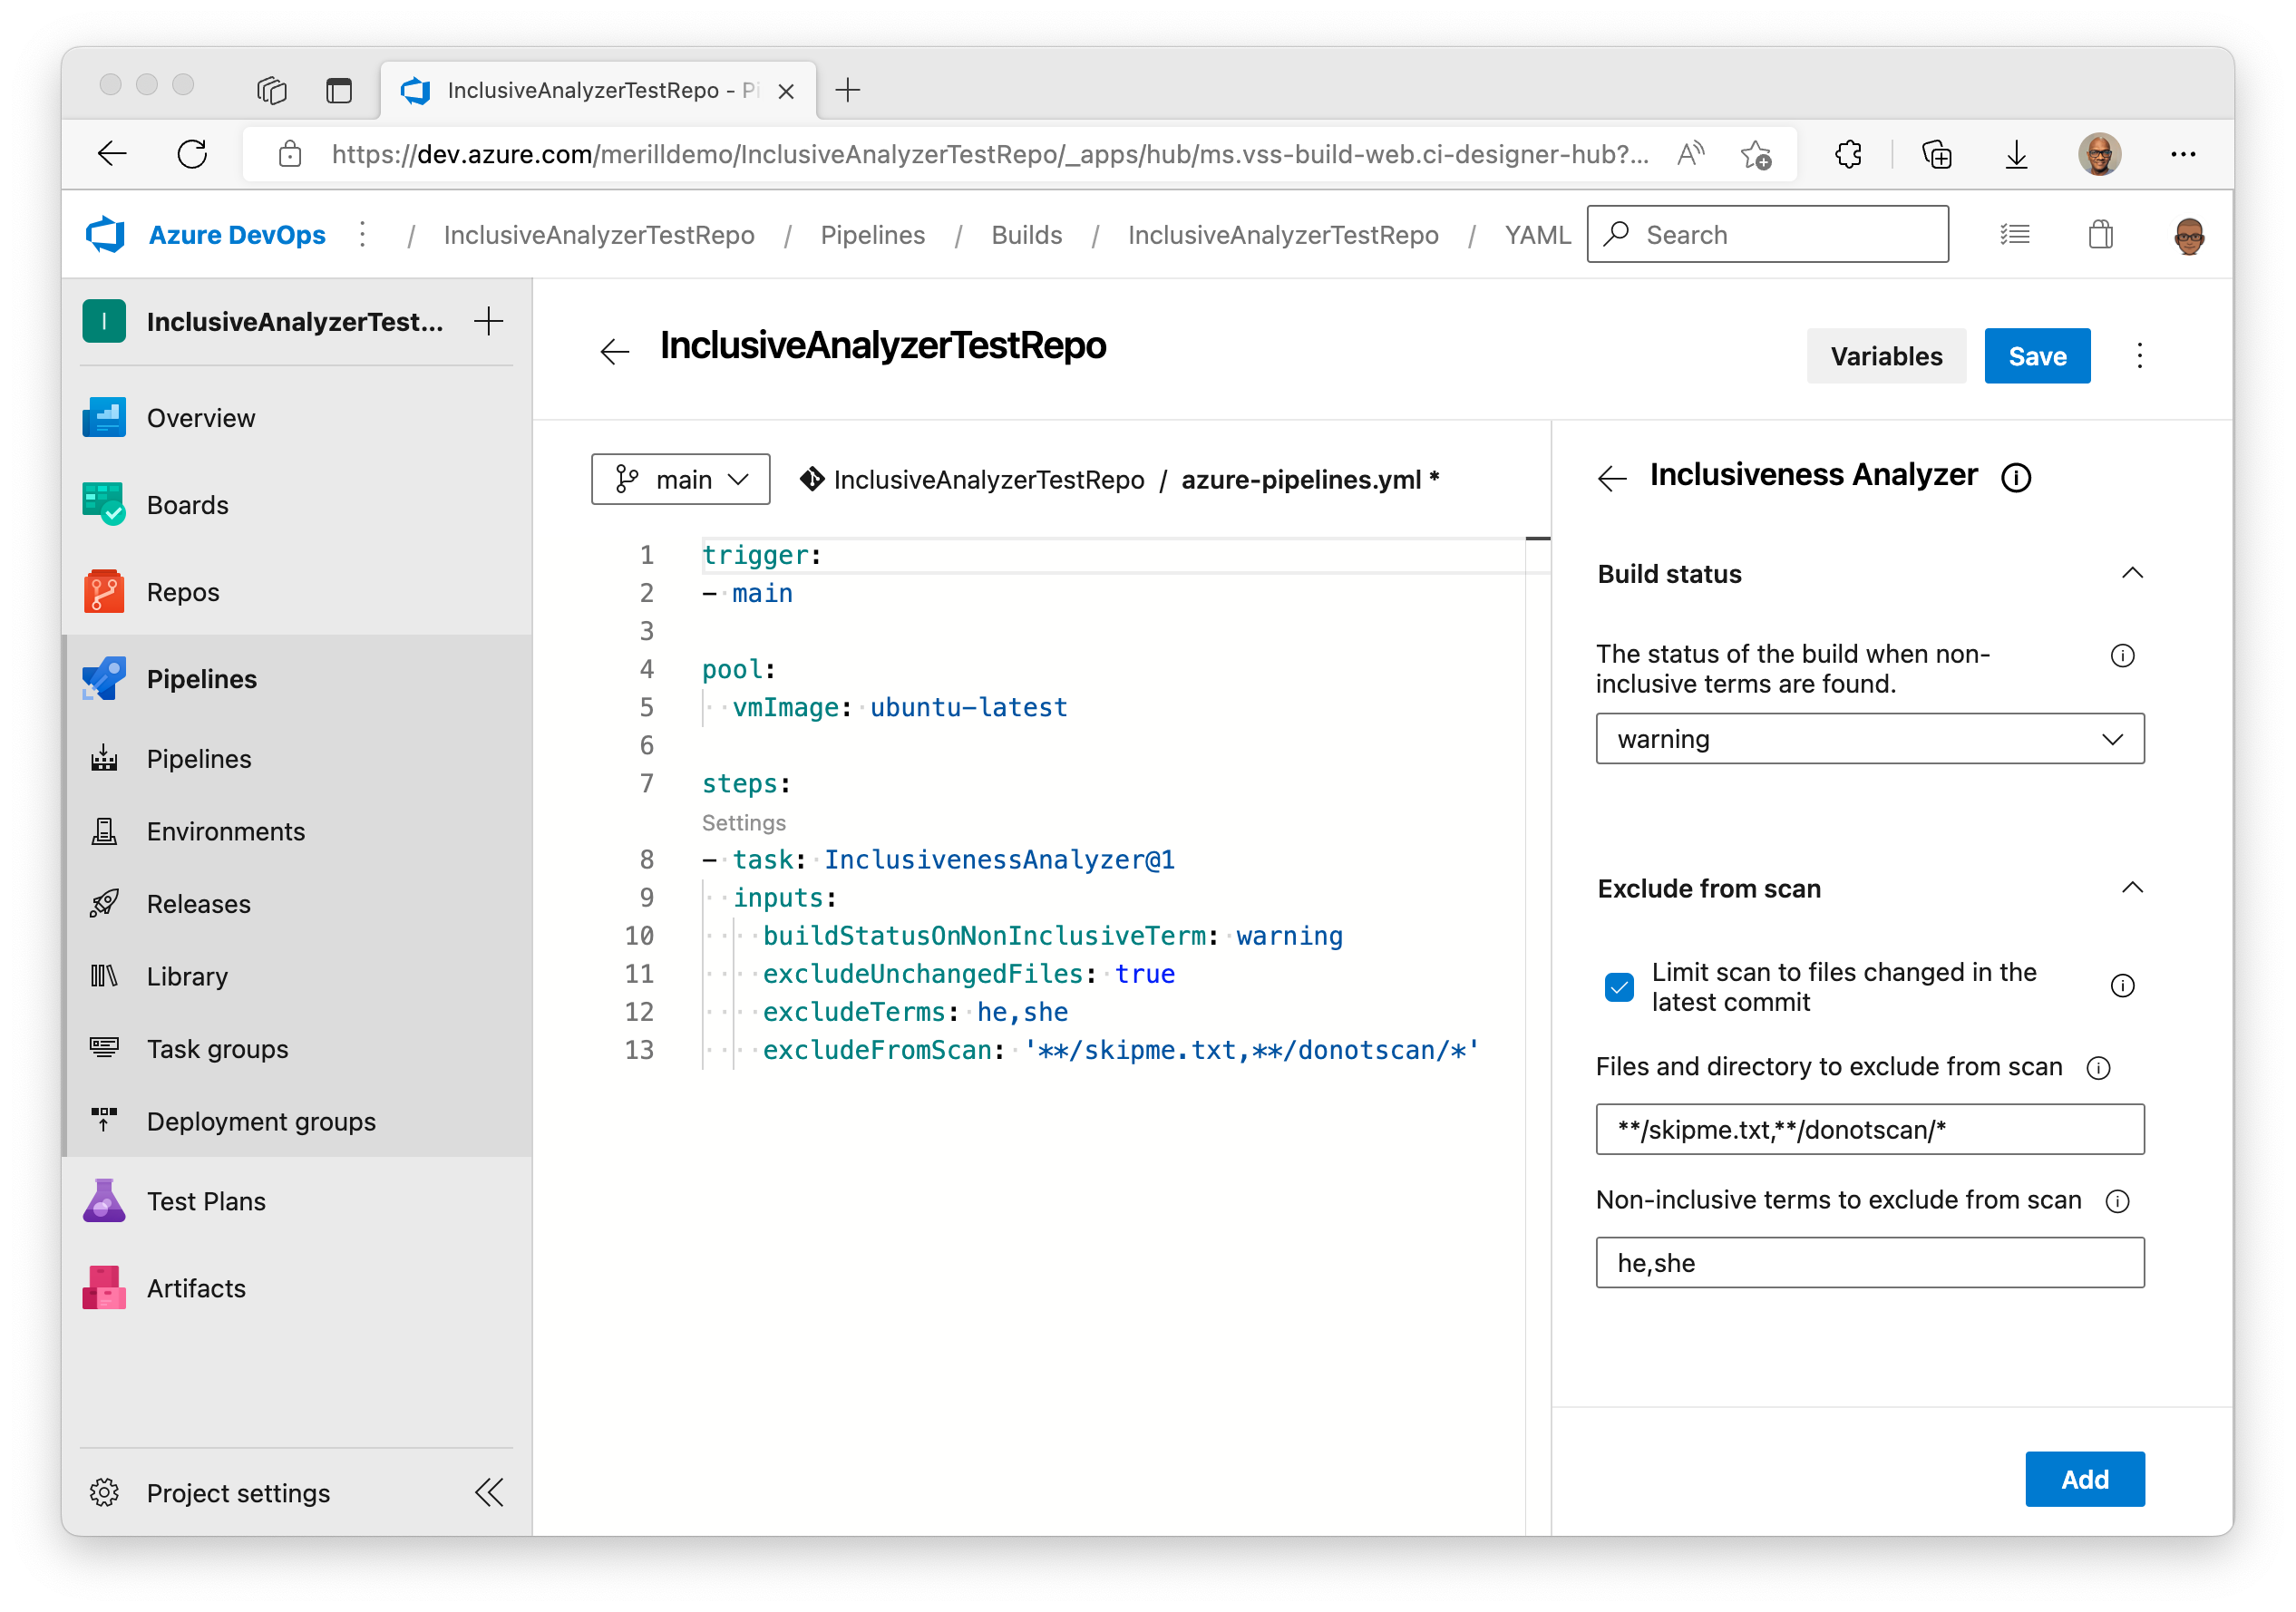 InclusiveAnalyzerTestRepo - Pi
https://dev.azure.com/merilldemo/InclusiveAnalyzerTestRepo/_apps/hub/ms.vss-build-web.ci-designer-hub?...
Azure DevOps / InclusiveAnalyzerTestRepo / Pipelines / Builds / InclusiveAnalyzerTestRepo / YAML
Search
I InclusiveAnalyzerTest...
Overview
Boards
Repos
Pipelines
Pipelines
Environments
Releases
Library
Task groups
Deployment groups
Test Plans
Artifacts
Project settings
InclusiveAnalyzerTestRepo
Variables
Save
main
InclusiveAnalyzerTestRepo / azure-pipelines.yml *
1 trigger:
2 - main
3
4 pool:
5   vmImage: ubuntu-latest
6
7 steps:
Settings
8 - task: InclusivenessAnalyzer@1
9   inputs:
10     buildStatusOnNonInclusiveTerm: warning
11     excludeUnchangedFiles: true
12     excludeTerms: he,she
13     excludeFromScan: '**/skipme.txt,**/donotscan/*'
Inclusiveness Analyzer
Build status
The status of the build when non-
inclusive terms are found.
warning
Exclude from scan
Limit scan to files changed in the
latest commit
Files and directory to exclude from scan
**/skipme.txt,**/donotscan/*
Non-inclusive terms to exclude from scan
he,she
Add